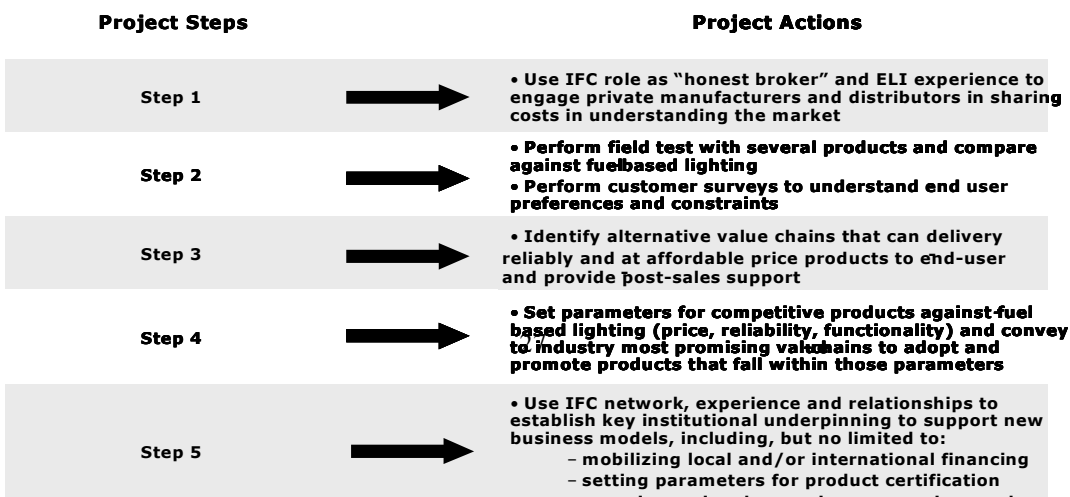 Project Steps
Project Actions
Step 1
• Use IFC role as “honest broker” and ELI experience to
engage private manufacturers and distributors in sharing
costs in understanding the market
Step 2
• Perform field test with several products and compare
against fuel-based lighting
• Perform customer surveys to understand end user
preferences and constraints
Step 3
• Identify alternative value chains that can delivery
reliably and at affordable price products to end-user
and provide post-sales support
Step 4
• Set parameters for competitive products against fuel-
based lighting (price, reliability, functionality) and convey
to industry most promising value-chains to adopt and
promote products that fall within those parameters
27
Step 5
• Use IFC network, experience and relationships to
establish key institutional underpinning to support new
business models, including, but no limited to:
– mobilizing local and/or international financing
– setting parameters for product certification